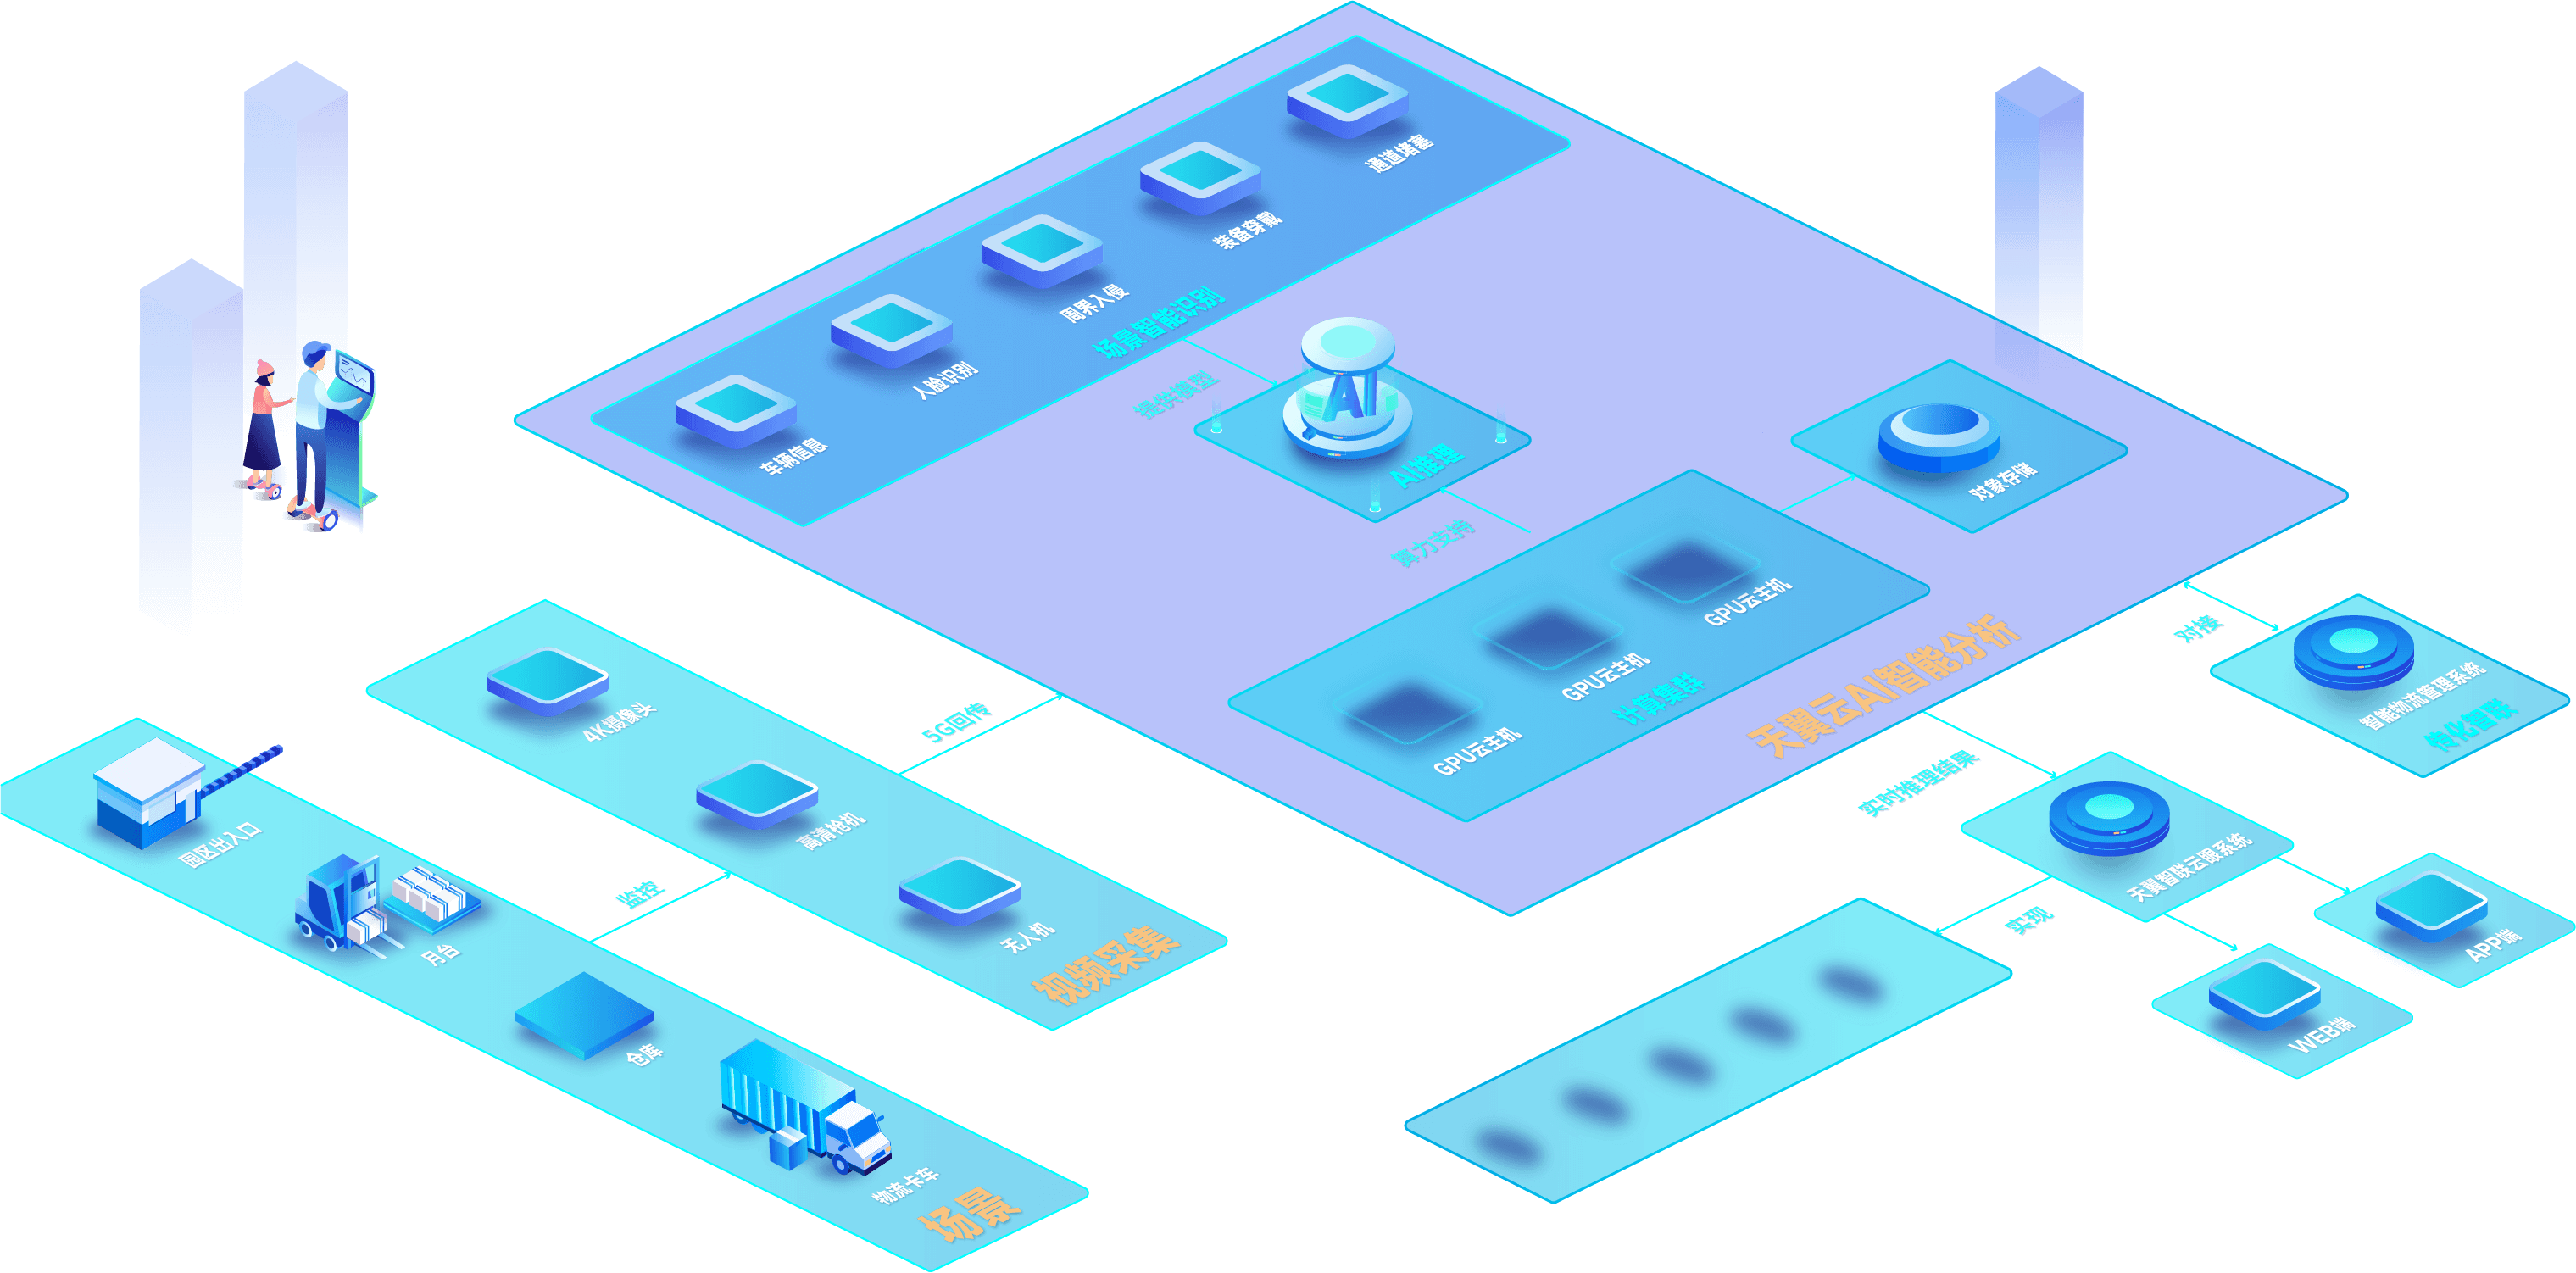 通道堵塞
装备穿戴
周界入侵
人脸识别
车辆信息
场景智能识别
提供模型
AI
AI推理
算力支持
对象存储
GPU云主机
GPU云主机
GPU云主机
计算集群
天翼云AI智能分析
对接
智能物流管理系统
传化智联
实时推理结果
天翼智联云眼系统
实现
APP端
WEB端
4K摄像头
高清枪机
无人机
视频采集
5G回传
监控
园区出入口
月台
仓库
物流卡车
场景